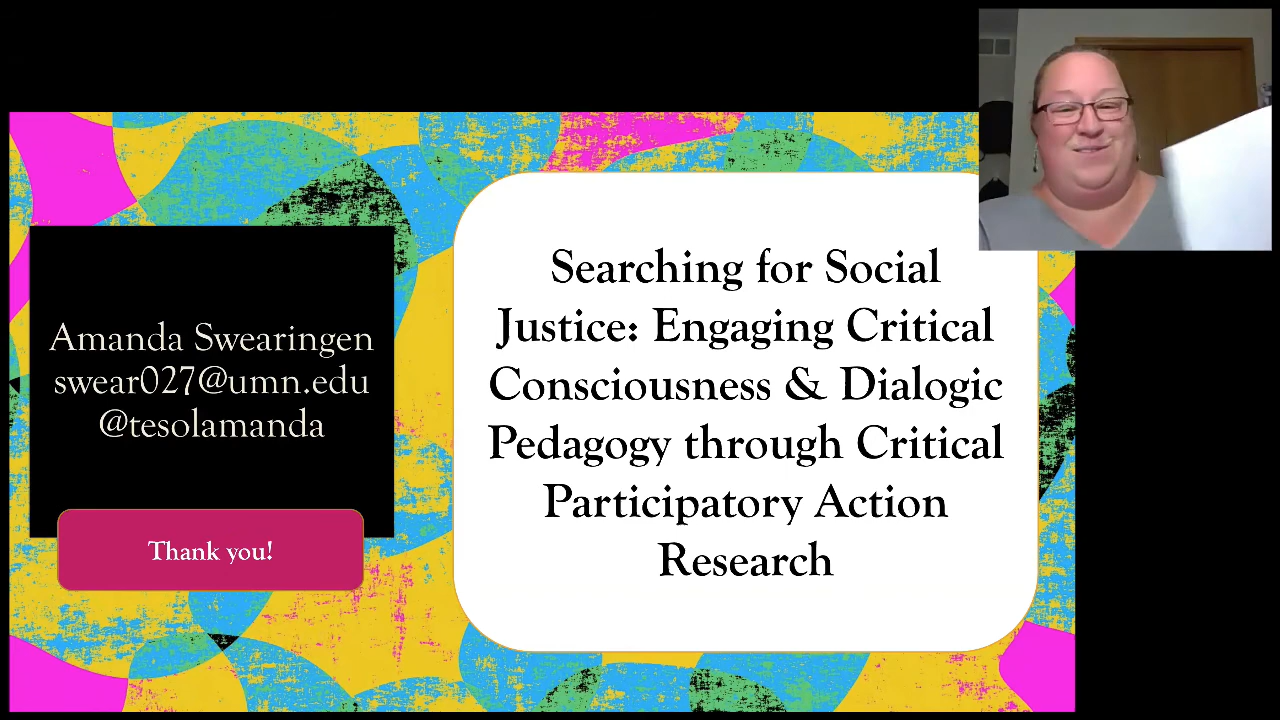 Amanda Swearingen
swear027@umn.edu
@tesolamanda
Thank you!
Searching for Social
Justice: Engaging Critical
Consciousness & Dialogic
Pedagogy through Critical
Participatory Action
Research